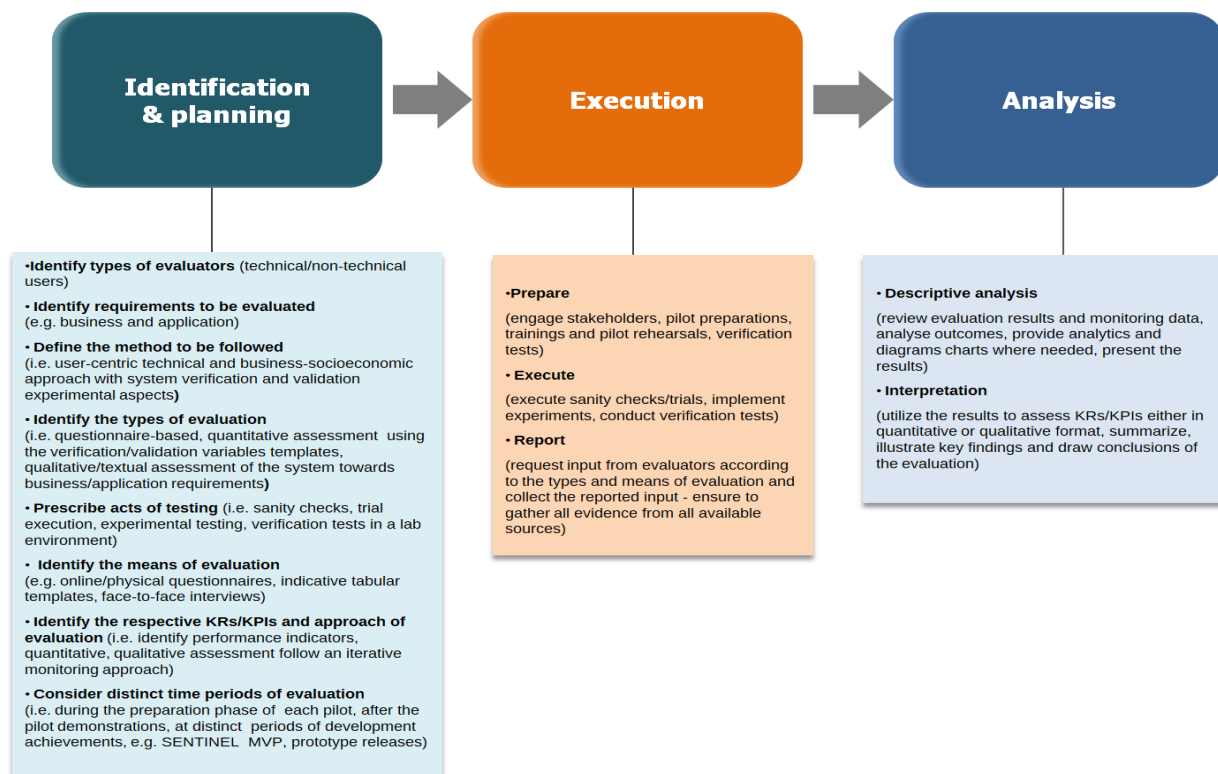 Identification
& planning
Execution
Analysis
•Identify types of evaluators (technical/non-technical
users)
• Identify requirements to be evaluated
(e.g. business and application)
• Define the method to be followed
(i.e. user-centric technical and business-socioeconomic
approach with system verification and validation
experimental aspects)
• Identify the types of evaluation
(i.e. questionnaire-based, quantitative assessment using
the verification/validation variables templates,
qualitative/textual assessment of the system towards
business/application requirements)
• Prescribe acts of testing (i.e. sanity checks, trial
execution, experimental testing, verification tests in a lab
environment)
• Identify the means of evaluation
(e.g. online/physical questionnaires, indicative tabular
templates, face-to-face interviews)
• Identify the respective KRs/KPIs and approach of
evaluation (i.e. identify performance indicators,
quantitative, qualitative assessment follow an iterative
monitoring approach)
• Consider distinct time periods of evaluation
(i.e. during the preparation phase of each pilot, after the
pilot demonstrations, at distinct periods of development
achievements, e.g. SENTINEL MVP, prototype releases)
•Prepare
(engage stakeholders, pilot preparations,
trainings and pilot rehearsals, verification
tests)
• Execute
(execute sanity checks/trials, implement
experiments, conduct verification tests)
• Report
(request input from evaluators according
to the types and means of evaluation and
collect the reported input - ensure to
gather all evidence from all available
sources)
• Descriptive analysis
(review evaluation results and monitoring data,
analyse outcomes, provide analytics and
diagrams charts where needed, present the
results)
• Interpretation
(utilize the results to assess KRs/KPIs either in
quantitative or qualitative format, summarize,
illustrate key findings and draw conclusions of
the evaluation)